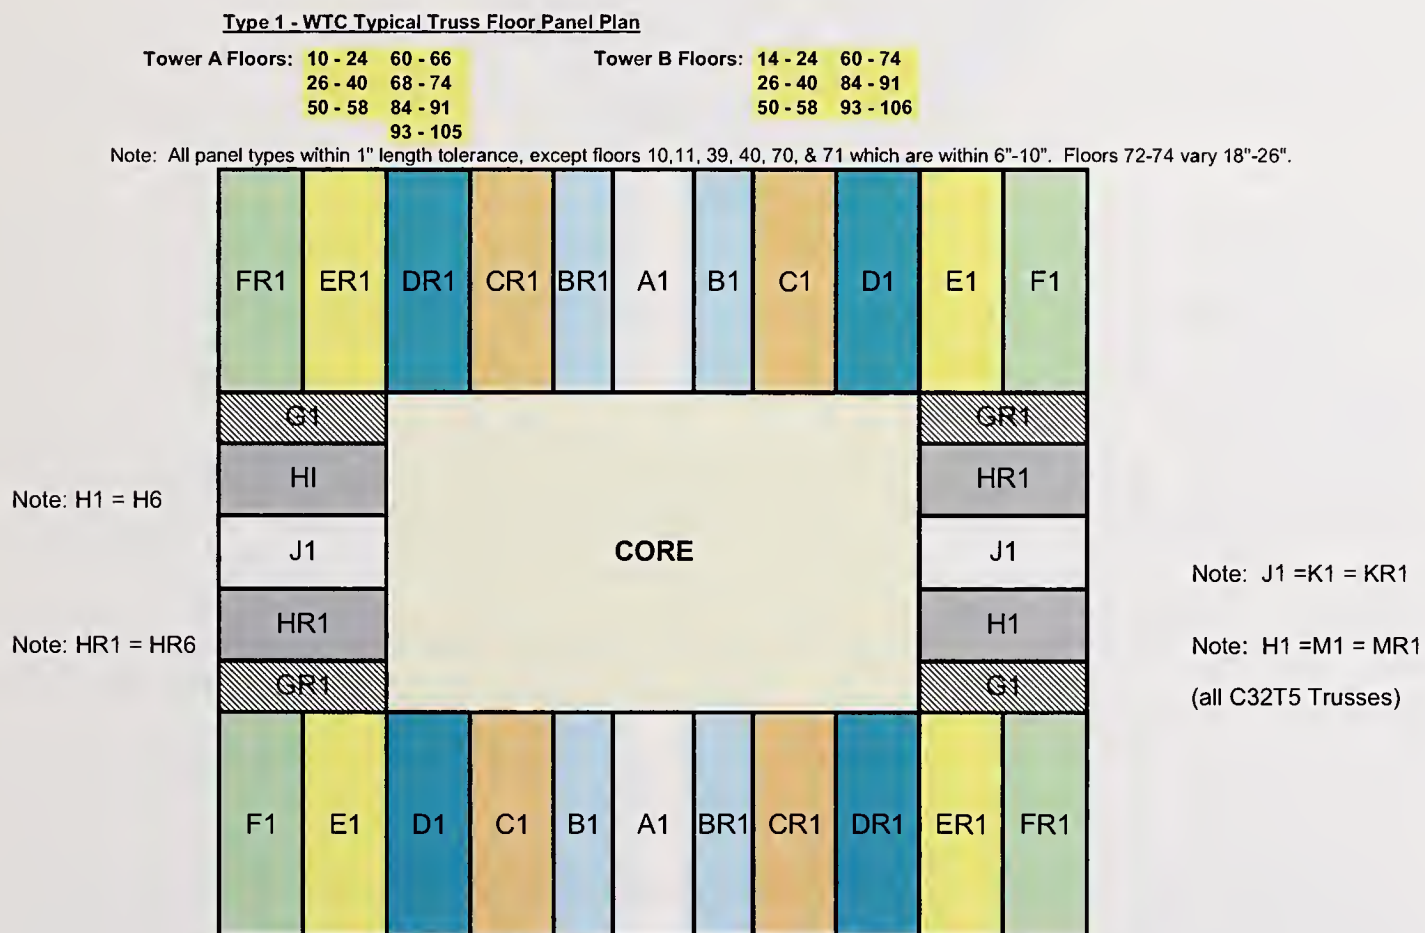 Type 1 - WTC Typical Truss Floor Panel Plan
Tower A Floors: 10 - 24 60 - 66 Tower B Floors: 14 - 24 60 - 74
26 - 40 68 - 74 26 - 40 84 - 91
50 - 58 84 - 91 50 - 58 93 - 106
93 - 105
Note: All panel types within 1" length tolerance, except floors 10,11, 39, 40, 70, & 71 which are within 6"-10". Floors 72-74 vary 18"-26".
FR1 ER1 DR1 CR1 BR1 A1 B1 C1 D1 E1 F1
G1 GR1
HI HR1
Note: H1 = H6
J1 CORE J1
Note: J1 =K1 = KR1
HR1 H1
Note: HR1 = HR6 Note: H1 =M1 = MR1
GR1 G1
(all C32T5 Trusses)
F1 E1 D1 C1 B1 A1 BR1 CR1 DR1 ER1 FR1